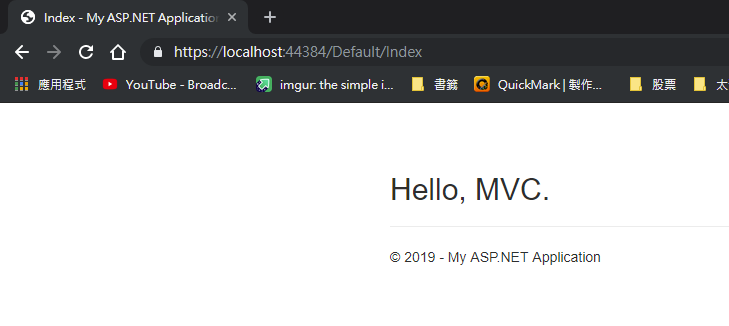 Index - My ASP.NET Application
https://localhost:44384/Default/Index
應用程式 YouTube - Broadc... imgur: the simple i... 書籤 QuickMark | 製作... 股票 太
Hello, MVC.
© 2019 - My ASP.NET Application